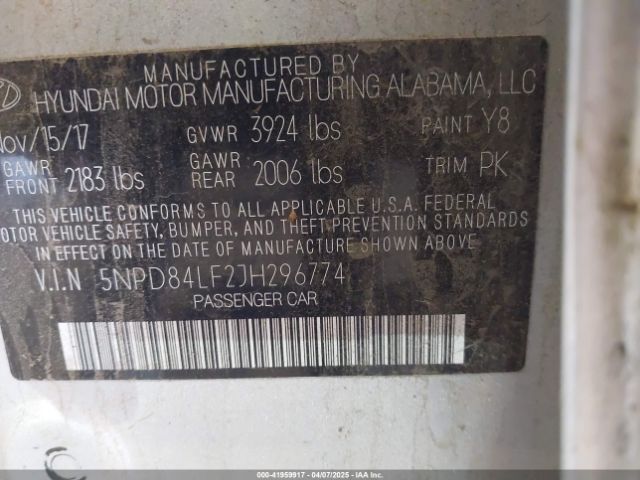 MANUFACTURED BY
HYUNDAI MOTOR MANUFACTURING ALABAMA, LLC
Nov/15/17 GVWR 3924 lbs PAINT Y8
GAWR FRONT 2183 lbs GAWR REAR 2006 lbs TRIM PK
THIS VEHICLE CONFORMS TO ALL APPLICABLE U.S.A. FEDERAL
MOTOR VEHICLE SAFETY, BUMPER, AND THEFT PREVENTION STANDARDS
IN EFFECT ON THE DATE OF MANUFACTURE SHOWN ABOVE.
V.I.N 5NPD84LF2JH296774
PASSENGER CAR
000-41959917 - 04/07/2025 - IAAI.COM